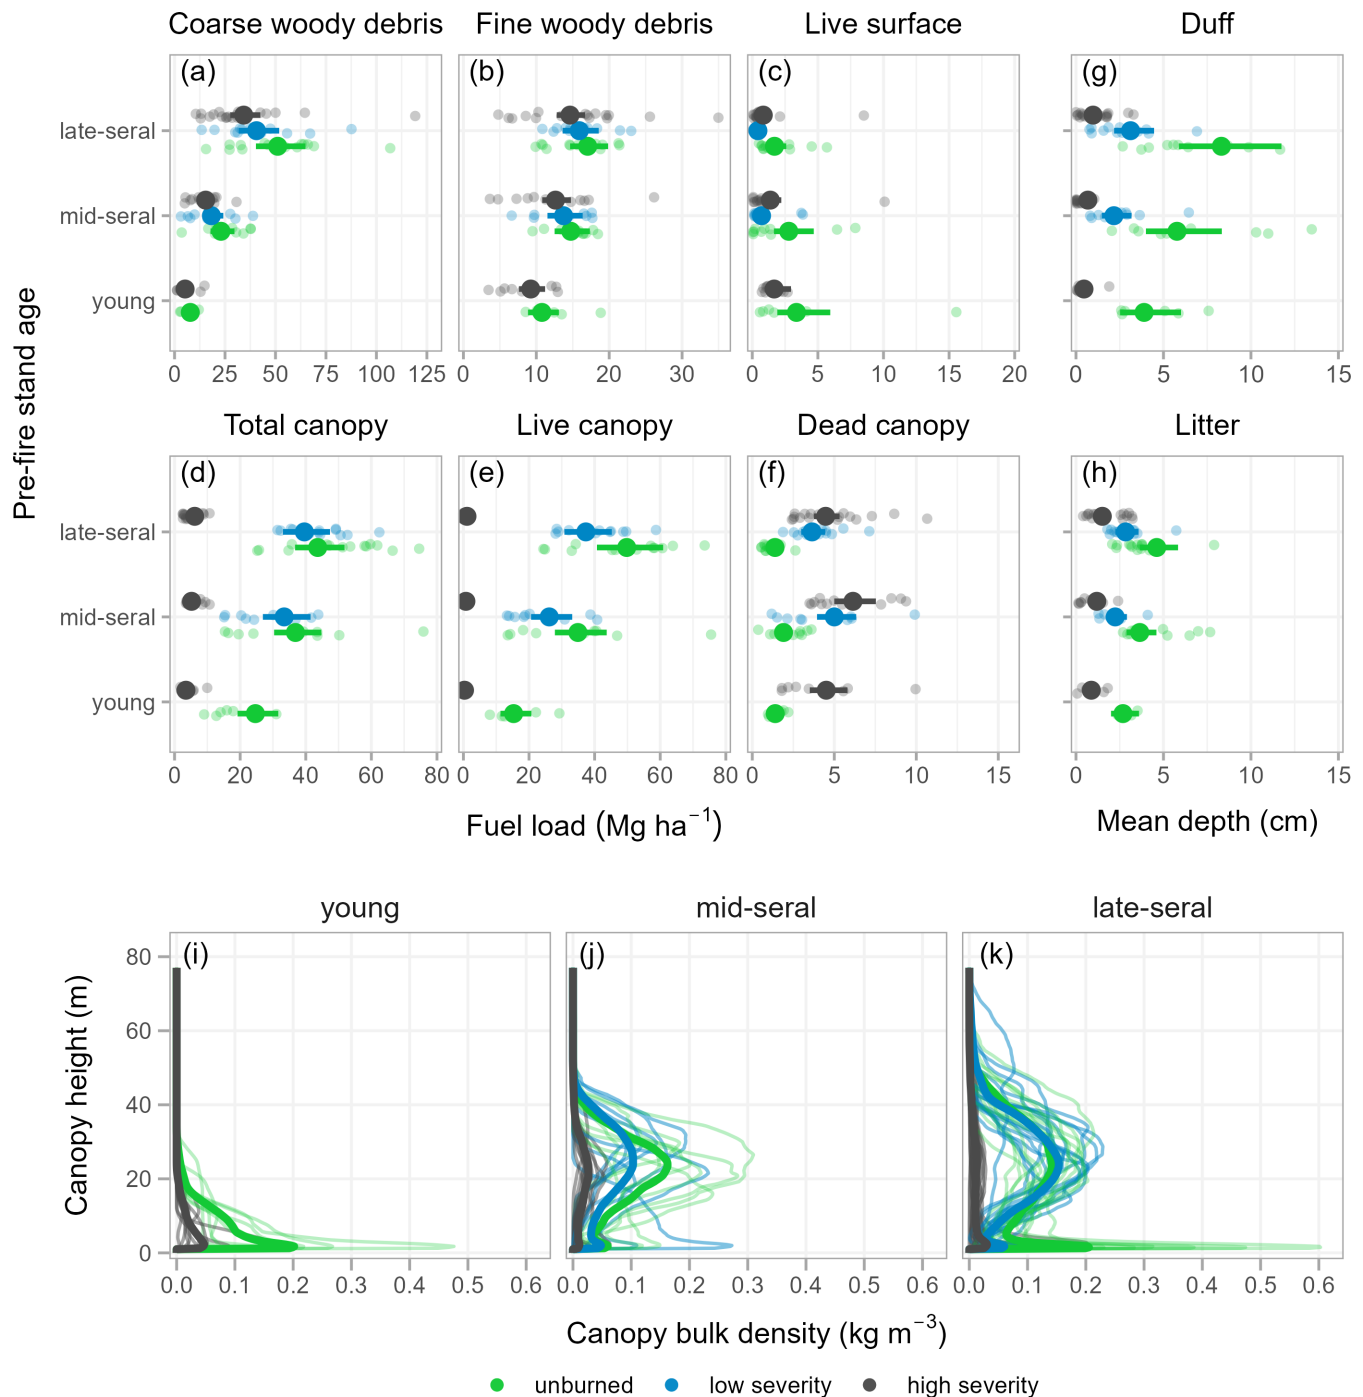 Coarse woody debris Fine woody debris Live surface Duff
(a) (b) (c) (g)
late-seral
mid-seral
young
0 25 50 75 100 125 0 10 20 30 0 5 10 15 20 0 5 10 15
Pre-fire stand age
Total canopy Live canopy Dead canopy Litter
(d) (e) (f) (h)
late-seral
mid-seral
young
0 20 40 60 80 0 20 40 60 80 0 5 10 15 0 5 10 15
Fuel load (Mg ha⁻¹) Mean depth (cm)
young mid-seral late-seral
(i) (j) (k)
80
60
40
20
0
Canopy height (m)
0.0 0.1 0.2 0.3 0.4 0.5 0.6 0.0 0.1 0.2 0.3 0.4 0.5 0.6 0.0 0.1 0.2 0.3 0.4 0.5 0.6
Canopy bulk density (kg m⁻³)
unburned low severity high severity